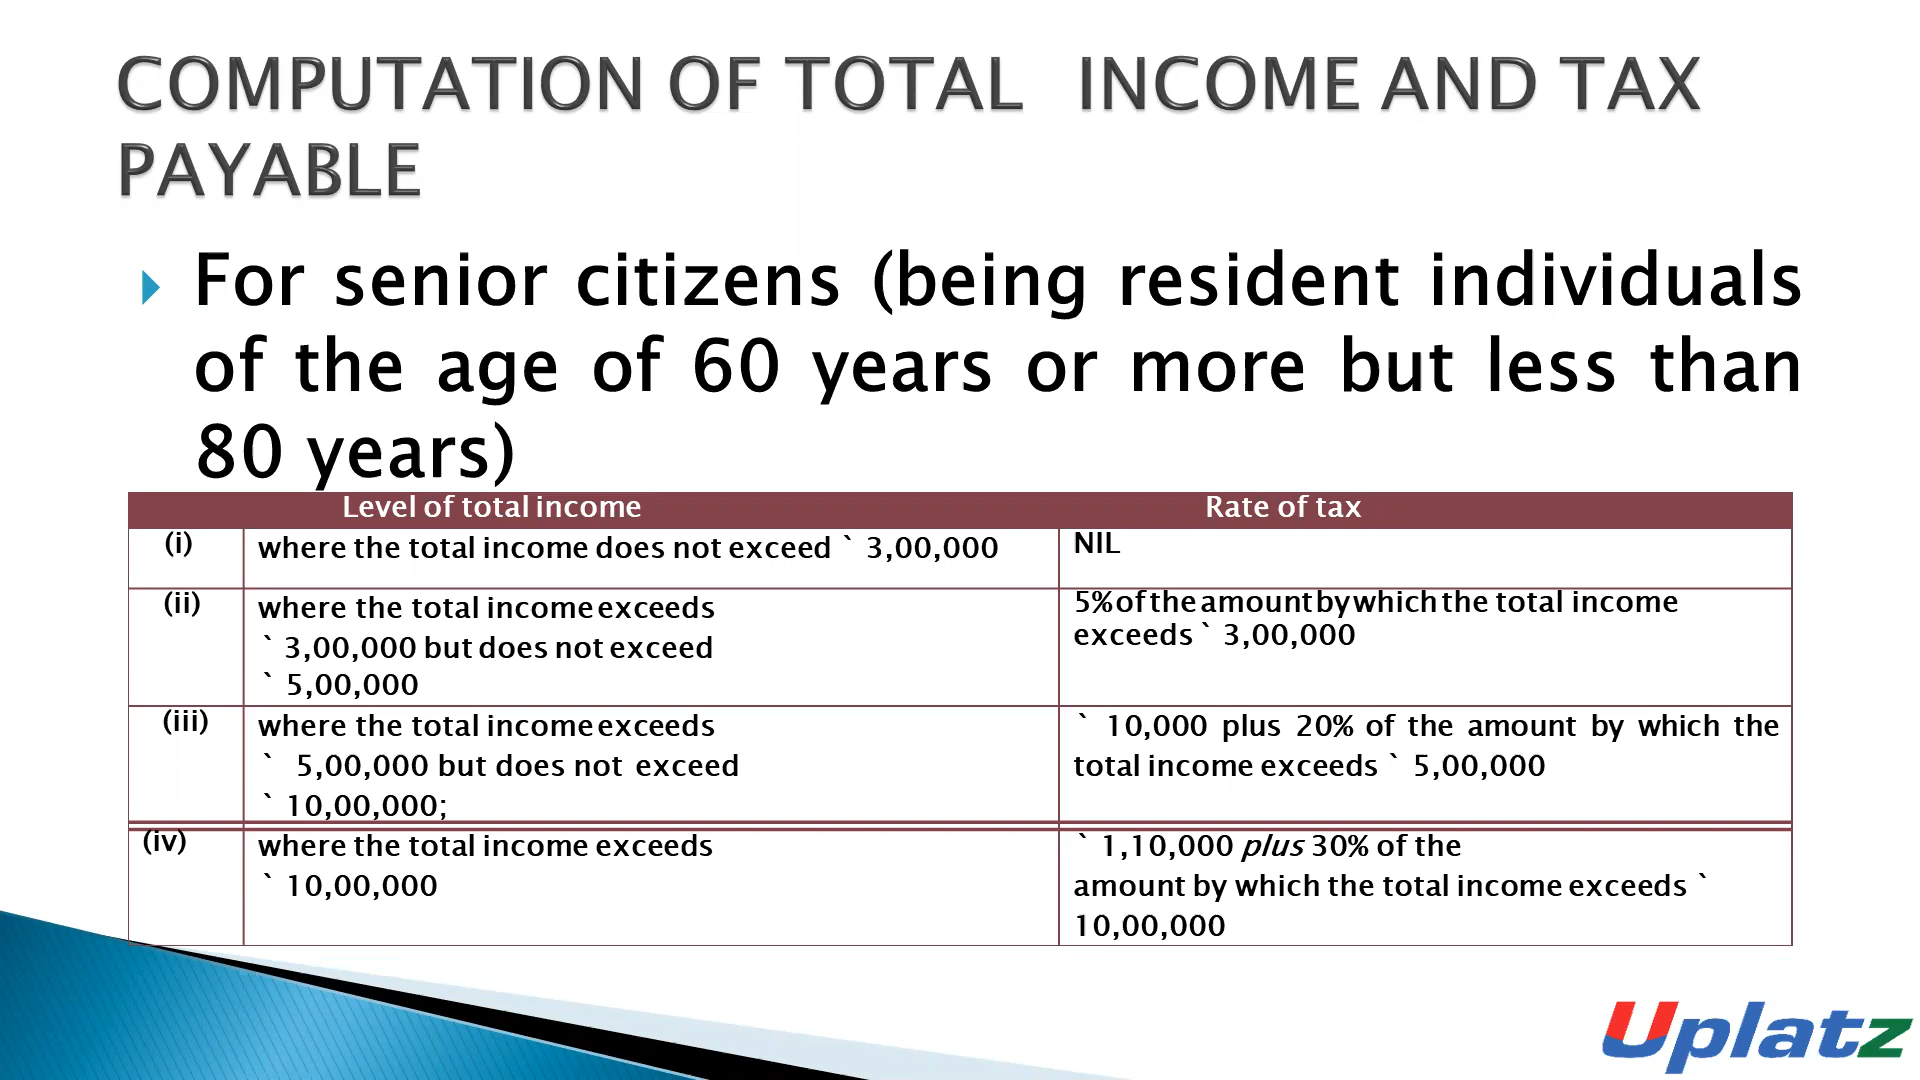 COMPUTATION OF TOTAL INCOME AND TAX
PAYABLE
For senior citizens (being resident individuals
of the age of 60 years or more but less than
80 years)
Level of total income Rate of tax
(i) where the total income does not exceed ` 3,00,000 NIL
(ii) where the total income exceeds
` 3,00,000 but does not exceed
` 5,00,000
5% of the amount by which the total income
exceeds ` 3,00,000
(iii) where the total income exceeds
` 5,00,000 but does not exceed
` 10,00,000;
` 10,000 plus 20% of the amount by which the
total income exceeds ` 5,00,000
(iv) where the total income exceeds
` 10,00,000
` 1,10,000 plus 30% of the
amount by which the total income exceeds `
10,00,000
Uplatz